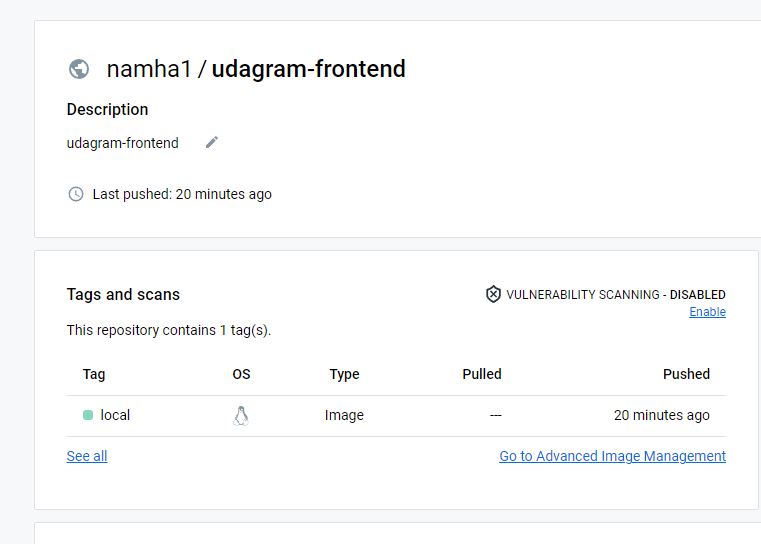 namha1 / udagram-frontend
Description
udagram-frontend
Last pushed: 20 minutes ago
Tags and scans
VULNERABILITY SCANNING - DISABLED
Enable
This repository contains 1 tag(s).
Tag OS Type Pulled Pushed
local Image --- 20 minutes ago
See all Go to Advanced Image Management